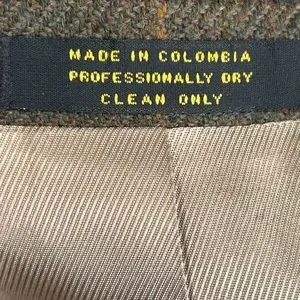 MADE IN COLOMBIA
PROFESSIONALLY DRY
CLEAN ONLY